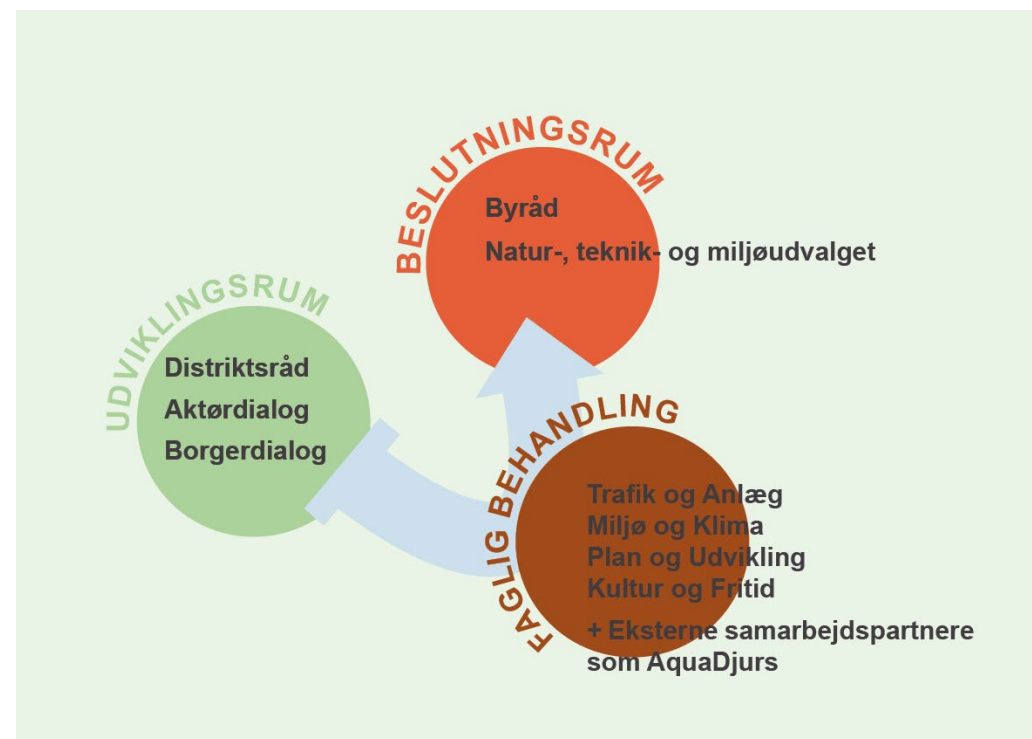 BESLUTNINGSRUM
Byråd
Natur-, teknik- og miljøudvalget
UDVIKLINGSRUM
Distriktsråd
Aktørdialog
Borgerdialog
FAGLIG BEHANDLING
Trafik og Anlæg
Miljø og Klima
Plan og Udvikling
Kultur og Fritid
+ Eksterne samarbejdspartnere
som AquaDjurs